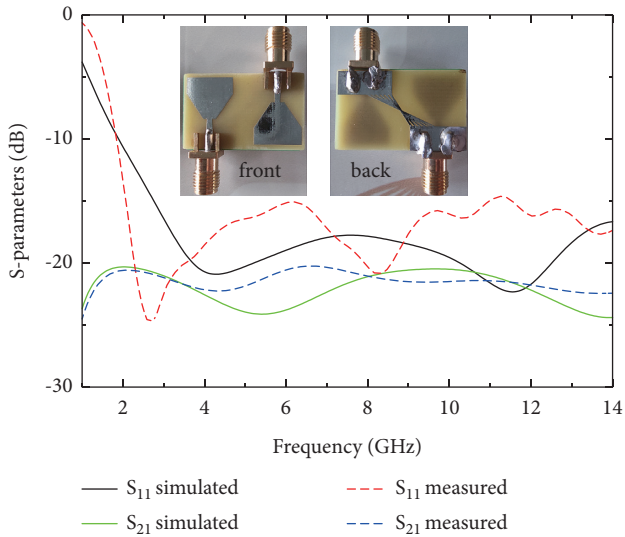 0
-10
-20
-30
S-parameters (dB)
front
back
2 4 6 8 10 12 14
Frequency (GHz)
S₁₁ simulated
S₁₁ measured
S₂₁ simulated
S₂₁ measured